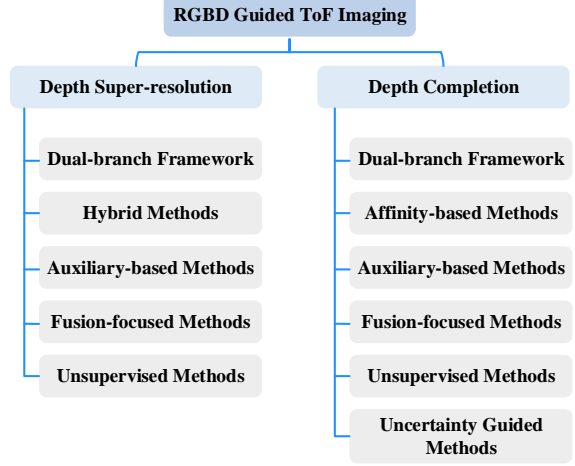 RGBD Guided ToF Imaging
Depth Super-resolution
Dual-branch Framework
Hybrid Methods
Auxiliary-based Methods
Fusion-focused Methods
Unsupervised Methods
Depth Completion
Dual-branch Framework
Affinity-based Methods
Auxiliary-based Methods
Fusion-focused Methods
Unsupervised Methods
Uncertainty Guided
Methods